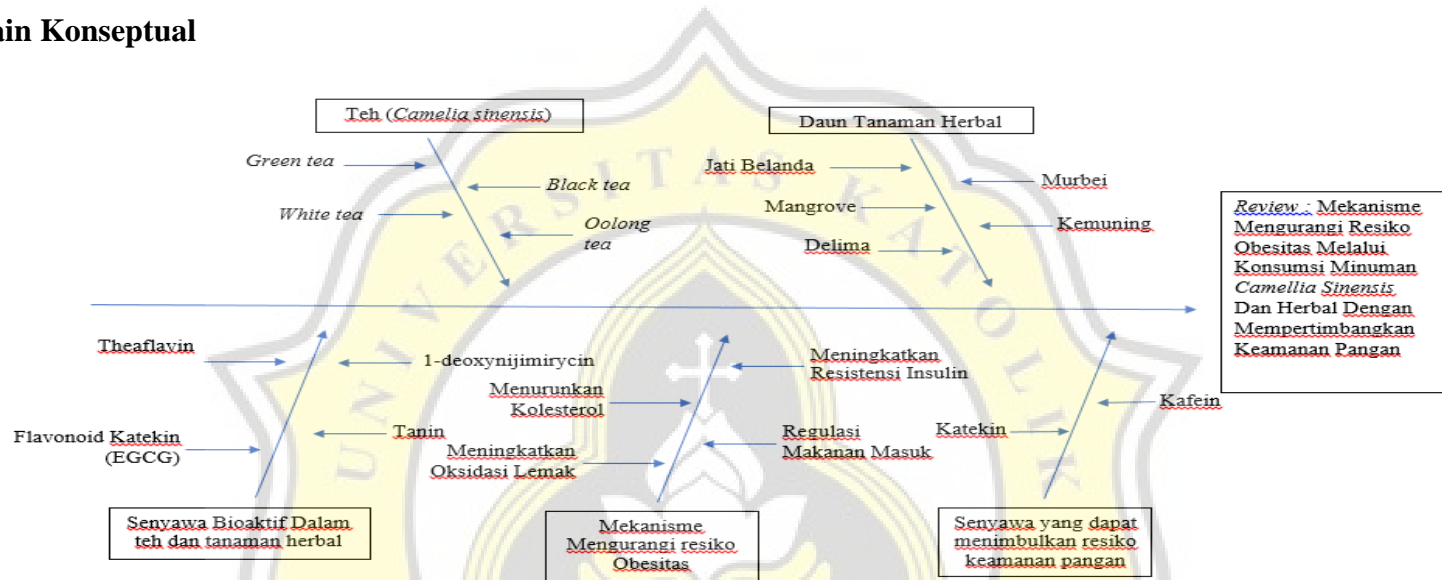 ain Konseptual
Teh (Camelia sinensis)
Daun Tanaman Herbal
Green tea
Black tea
White tea
Oolong
tea
Jati Belanda
Murbei
Mangrove
Kemuning
Delima
Review : Mekanisme
Mengurangi Resiko
Obesitas Melalui
Konsumsi Minuman
Camellia Sinensis
Dan Herbal Dengan
Mempertimbangkan
Keamanan Pangan
Theaflavin
1-deoxynijimirycin
Flavonoid Katekin
(EGCG)
Tanin
Menurunkan
Kolesterol
Meningkatkan
Resistensi Insulin
Meningkatkan
Oksidasi Lemak
Regulasi
Makanan Masuk
Kafein
Katekin
Senyawa Bioaktif Dalam
teh dan tanaman herbal
Mekanisme
Mengurangi resiko
Obesitas
Senyawa yang dapat
menimbulkan resiko
keamanan pangan
UNIVERSITAS KATOLIK